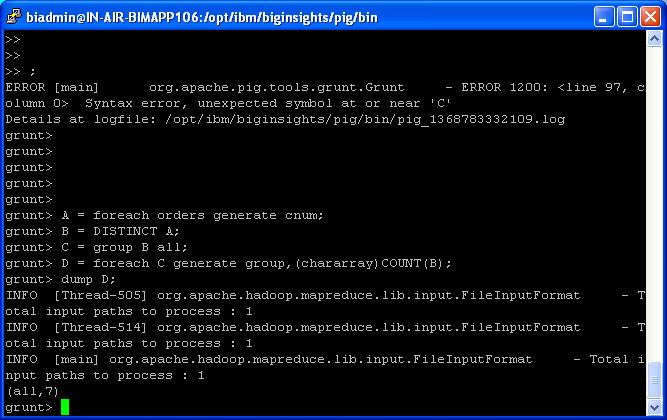 biadmin@IN-AIR-BIMAPP106:/opt/ibm/biginsights/pig/bin
>>
>>
>> ;
ERROR [main]      org.apache.pig.tools.grunt.Grunt     - ERROR 1200: <line 97, c
olumn 0>  Syntax error, unexpected symbol at or near 'C'
Details at logfile: /opt/ibm/biginsights/pig/bin/pig_1368783332109.log
grunt>
grunt>
grunt>
grunt>
grunt> A = foreach orders generate cnum;
grunt> B = DISTINCT A;
grunt> C = group B all;
grunt> D = foreach C generate group,(chararray)COUNT(B);
grunt> dump D;
INFO  [Thread-505] org.apache.hadoop.mapreduce.lib.input.FileInputFormat     - T
otal input paths to process : 1
INFO  [Thread-514] org.apache.hadoop.mapreduce.lib.input.FileInputFormat     - T
otal input paths to process : 1
INFO  [main] org.apache.hadoop.mapreduce.lib.input.FileInputFormat     - Total i
nput paths to process : 1
(all,7)
grunt>